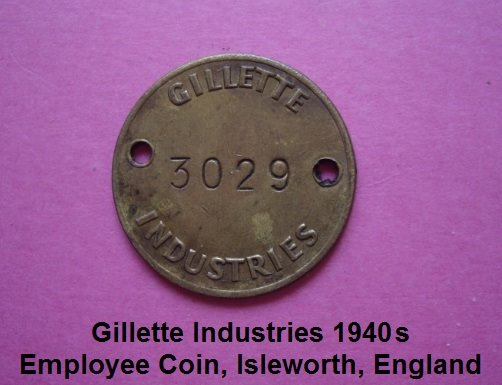 GILLETTE
3029
INDUSTRIES
Gillette Industries 1940s
Employee Coin, Isleworth, England